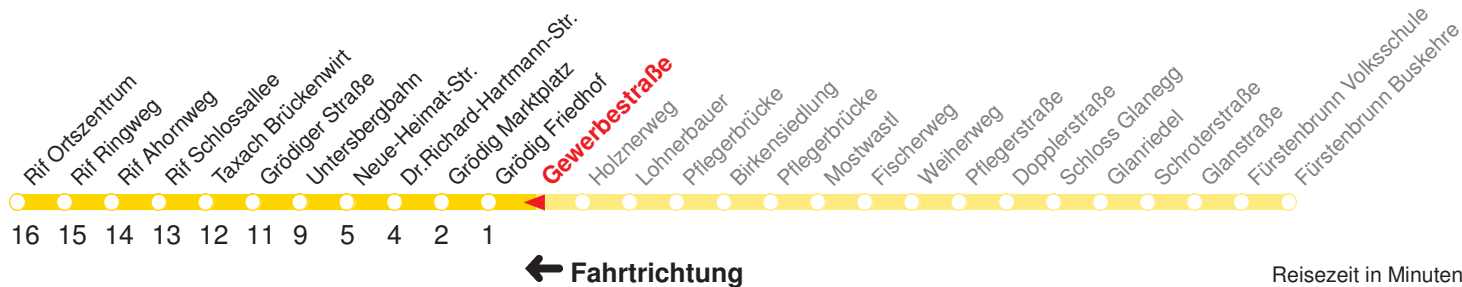 Rif Ortszentrum
Rif Ringweg
Rif Ahornweg
Rif Schlossallee
Taxach Brückenwirt
Grödiger Straße
Untersbergbahn
Neue-Heimat-Str.
Dr.Richard-Hartmann-Str.
Grödig Marktplatz
Grödig Friedhof
Gewerbestraße
Holznerweg
Lohnerbauer
Pflegerbrücke
Birkensiedlung
Pflegerbrücke
Mostwastl
Fischerweg
Weiherweg
Pflegerstraße
Dopplerstraße
Schloss Glanegg
Glanriedel
Schroterstraße
Glanstraße
Fürstenbrunn Volksschule
Fürstenbrunn Buskehre
16 15 14 13 12 11 9 5 4 2 1
Fahrtrichtung
Reisezeit in Minuten